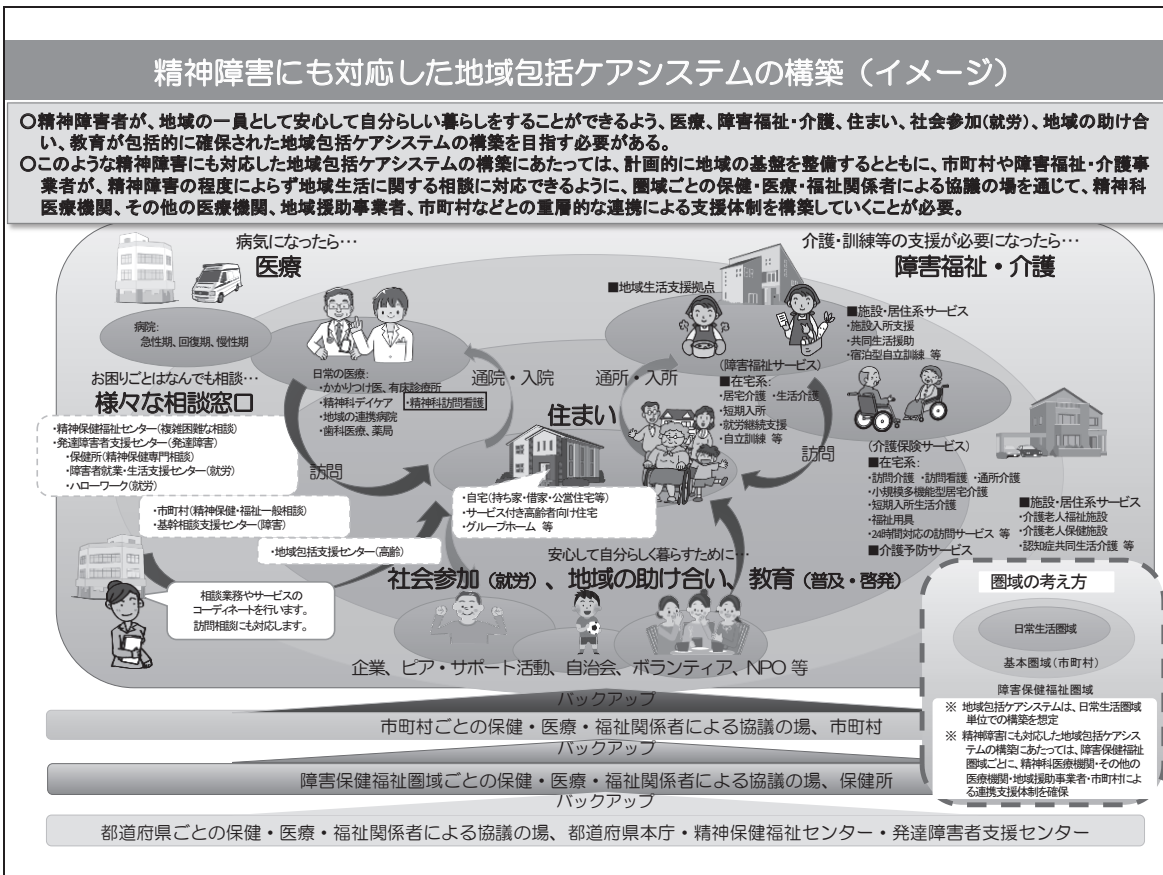 精神障害にも対応した地域包括ケアシステムの構築（イメージ）
○精神障害者が、地域の一員として安心して自分らしい暮らしをすることができるよう、医療、障害福祉・介護、住まい、社会参加(就労)、地域の助け合
い、教育が包括的に確保された地域包括ケアシステムの構築を目指す必要がある。
○このような精神障害にも対応した地域包括ケアシステムの構築にあたっては、計画的に地域の基盤を整備するとともに、市町村や障害福祉・介護事
業者が、精神障害の程度によらず地域生活に関する相談に対応できるように、圏域ごとの保健・医療・福祉関係者による協議の場を通じて、精神科
医療機関、その他の医療機関、地域援助事業者、市町村などとの重層的な連携による支援体制を構築していくことが必要。
病気になったら…
医療
病院:
急性期、回復期、慢性期
日常の医療:
・かかりつけ医、有床診療所
・精神科デイケア ・精神科訪問看護
・地域の連携病院
・歯科医療、薬局
お困りごとはなんでも相談…
様々な相談窓口
・精神保健福祉センター(複雑困難な相談)
・発達障害者支援センター(発達障害)
・保健所(精神保健専門相談)
・障害者就業・生活支援センター(就労)
・ハローワーク(就労)
訪問
・市町村(精神保健・福祉一般相談)
・基幹相談支援センター(障害)
・地域包括支援センター(高齢)
相談業務やサービスの
コーディネートを行います。
訪問相談にも対応します。
通院・入院
通所・入所
住まい
・自宅(持ち家・借家・公営住宅等)
・サービス付き高齢者向け住宅
・グループホーム 等
介護・訓練等の支援が必要になったら…
障害福祉・介護
■地域生活支援拠点
■施設・居住系サービス
・施設入所支援
・共同生活援助
・宿泊型自立訓練 等
(障害福祉サービス)
■在宅系:
・居宅介護 ・生活介護
・短期入所
・就労継続支援
・自立訓練 等
訪問
(介護保険サービス)
■在宅系:
・訪問介護 ・訪問看護 ・通所介護
・小規模多機能型居宅介護
・短期入所生活介護
・福祉用具
・24時間対応の訪問サービス 等
■介護予防サービス
■施設・居住系サービス
・介護老人福祉施設
・介護老人保健施設
・認知症共同生活介護 等
安心して自分らしく暮らすために…
社会参加(就労)、地域の助け合い、教育(普及・啓発)
企業、ピア・サポート活動、自治会、ボランティア、NPO 等
バックアップ
市町村ごとの保健・医療・福祉関係者による協議の場、市町村
バックアップ
障害保健福祉圏域ごとの保健・医療・福祉関係者による協議の場、保健所
バックアップ
都道府県ごとの保健・医療・福祉関係者による協議の場、都道府県本庁・精神保健福祉センター・発達障害者支援センター
圏域の考え方
日常生活圏域
基本圏域(市町村)
障害保健福祉圏域
※ 地域包括ケアシステムは、日常生活圏域
単位での構築を想定
※ 精神障害にも対応した地域包括ケアシス
テムの構築にあたっては、障害保健福祉
圏域ごとに、精神科医療機関・その他の
医療機関・地域援助事業者・市町村によ
る連携支援体制を確保